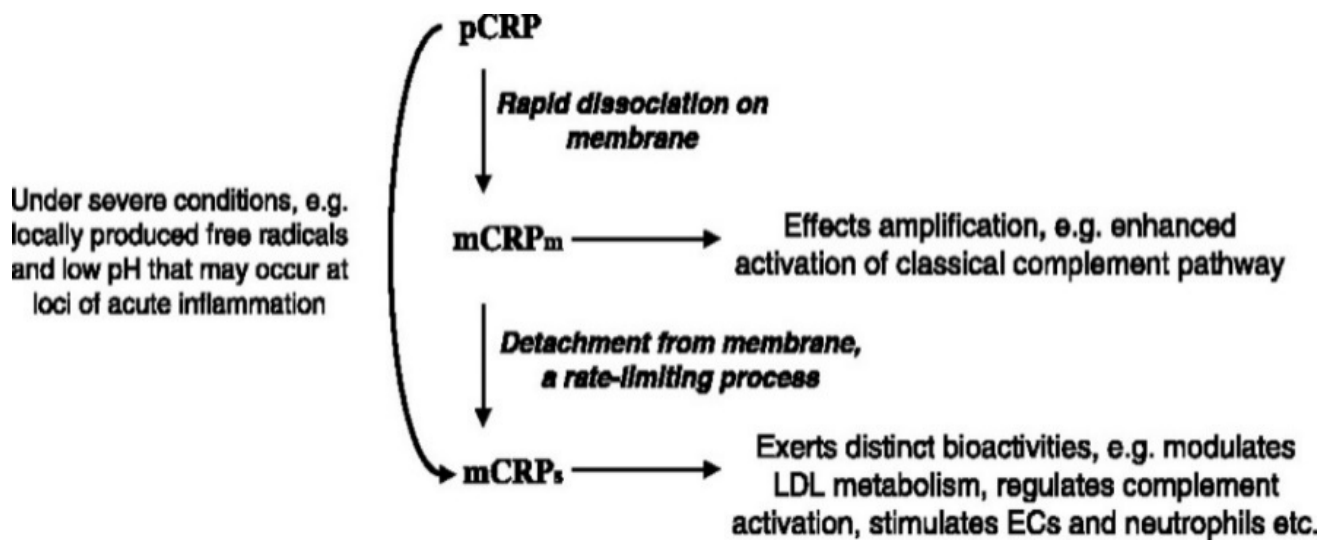 pCRP
Rapid dissociation on
membrane
Under severe conditions, e.g.
locally produced free radicals
and low pH that may occur at
loci of acute inflammation
mCRPm
Effects amplification, e.g. enhanced
activation of classical complement pathway
Detachment from membrane,
a rate-limiting process
mCRPs
Exerts distinct bioactivities, e.g. modulates
LDL metabolism, regulates complement
activation, stimulates ECs and neutrophils etc.